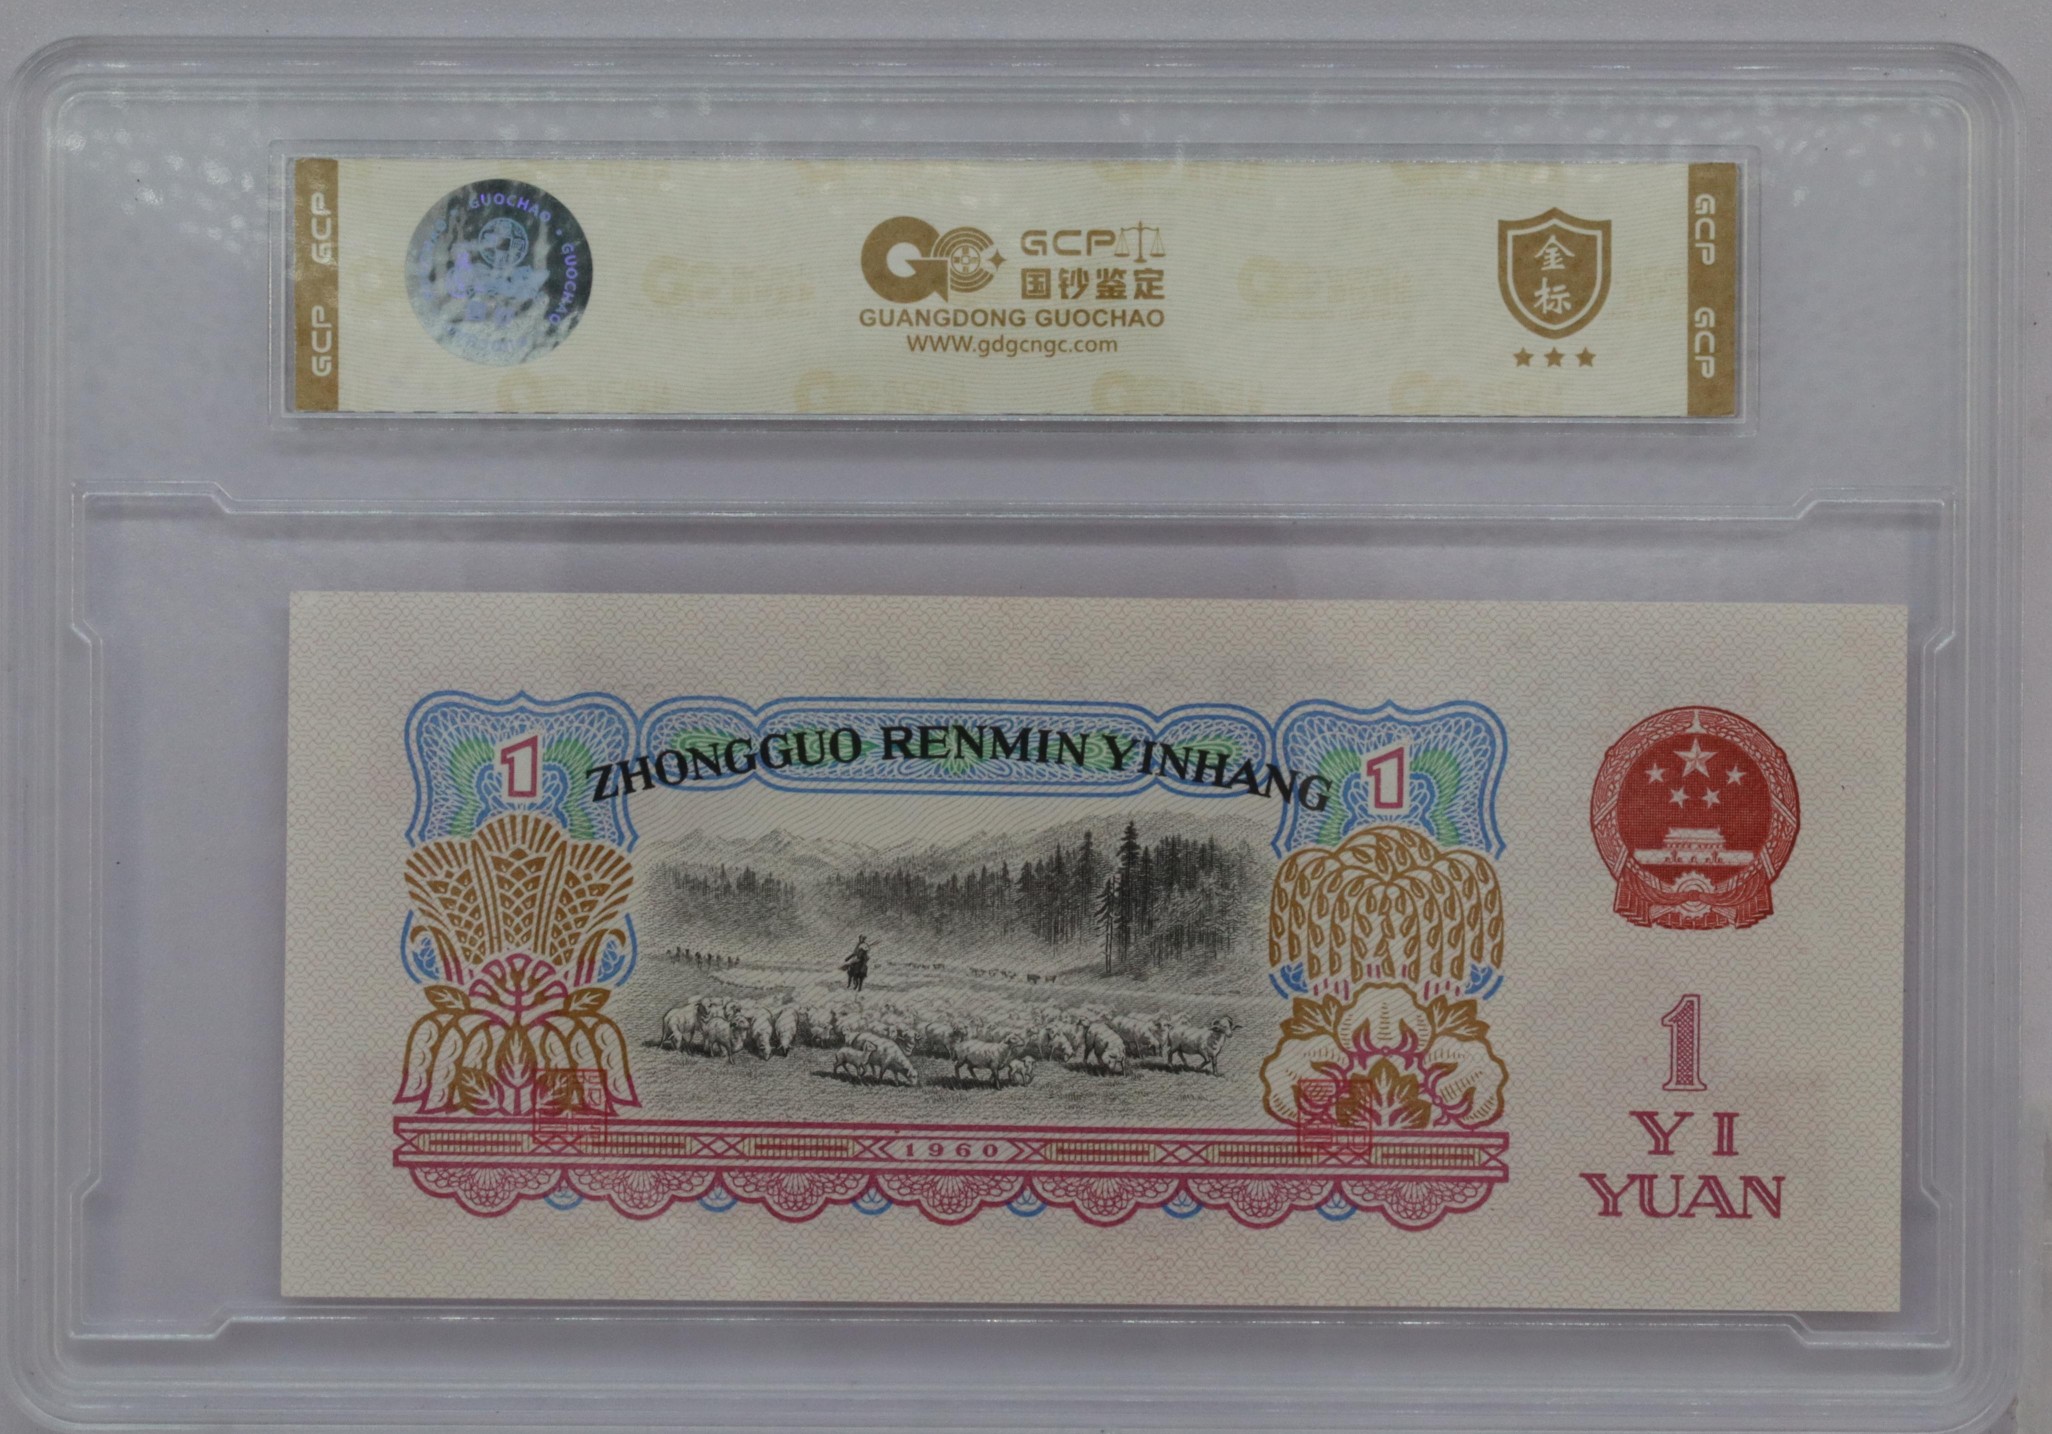 GCP GCP
GUOCHAO • GUOCHAO
GCP
国钞鉴定
GUANGDONG GUOCHAO
WWW.gdgcngc.com
金标
GCP GCP
1
ZHONGGUO RENMIN YINHANG
1
1960
1
YI
YUAN